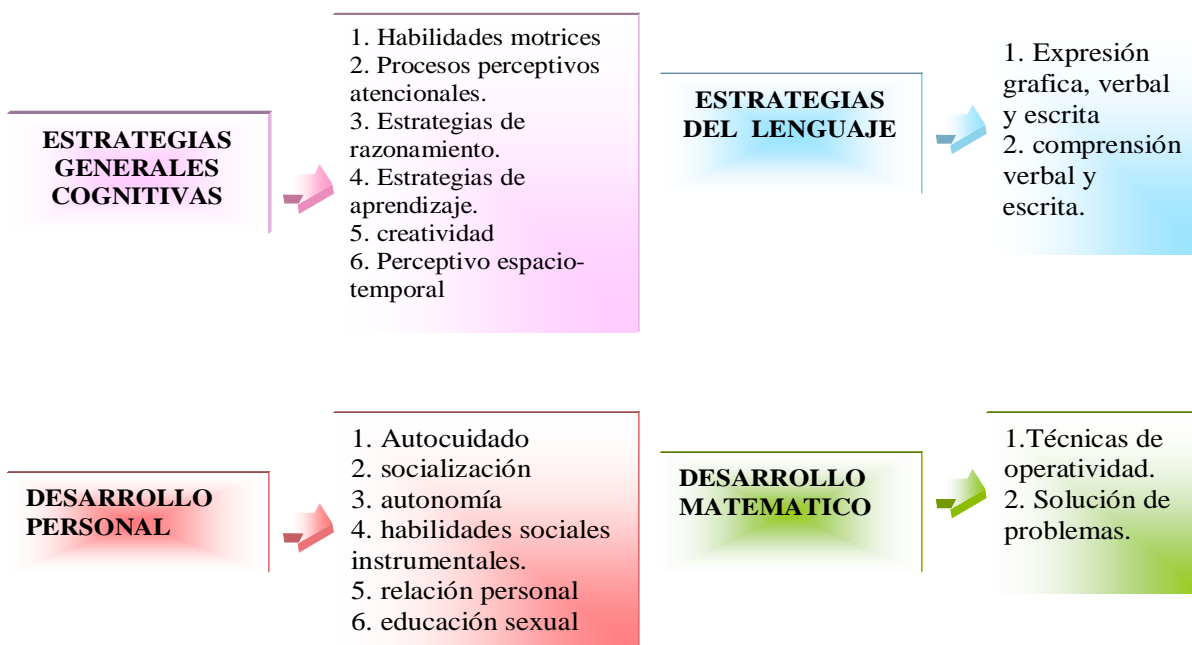 ESTRATEGIAS
GENERALES
COGNITIVAS
1. Habilidades motrices
2. Procesos perceptivos
atencionales.
3. Estrategias de
razonamiento.
4. Estrategias de
aprendizaje.
5. creatividad
6. Perceptivo espacio-
temporal
ESTRATEGIAS
DEL LENGUAJE
1. Expresión
grafica, verbal
y escrita
2. comprensión
verbal y
escrita.
DESARROLLO
PERSONAL
1. Autocuidado
2. socialización
3. autonomía
4. habilidades sociales
instrumentales.
5. relación personal
6. educación sexual
DESARROLLO
MATEMATICO
1.Técnicas de
operatividad.
2. Solución de
problemas.